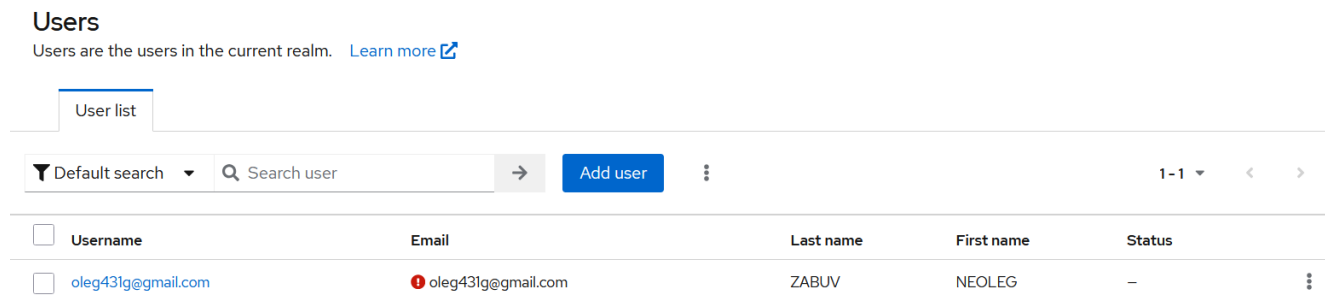 Users
Users are the users in the current realm. Learn more
User list
Default search Search user Add user 1 - 1
Username Email Last name First name Status
oleg431g@gmail.com oleg431g@gmail.com ZABUV NEOLEG –